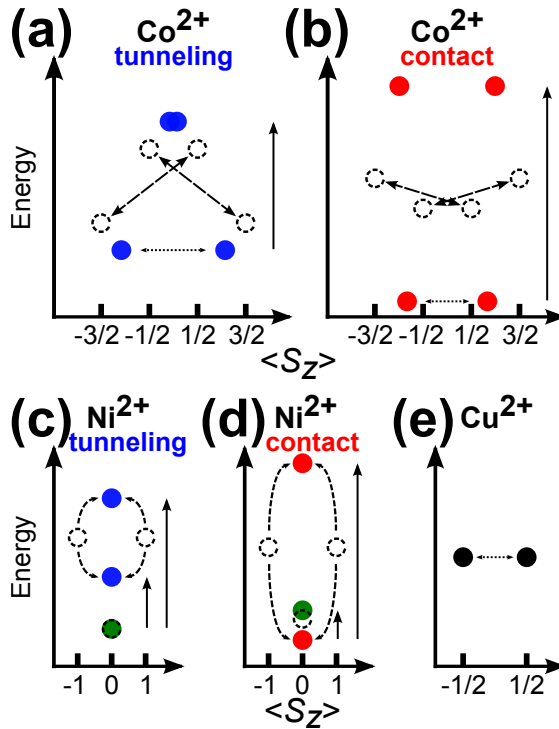 (a) Co2+ tunneling
(b) Co2+ contact
Energy
-3/2 -1/2 1/2 3/2
-3/2 -1/2 1/2 3/2
<Sz>
(c) Ni2+ tunneling
(d) Ni2+ contact
(e) Cu2+
Energy
-1 0 1
-1 0 1
-1/2 1/2
<Sz>